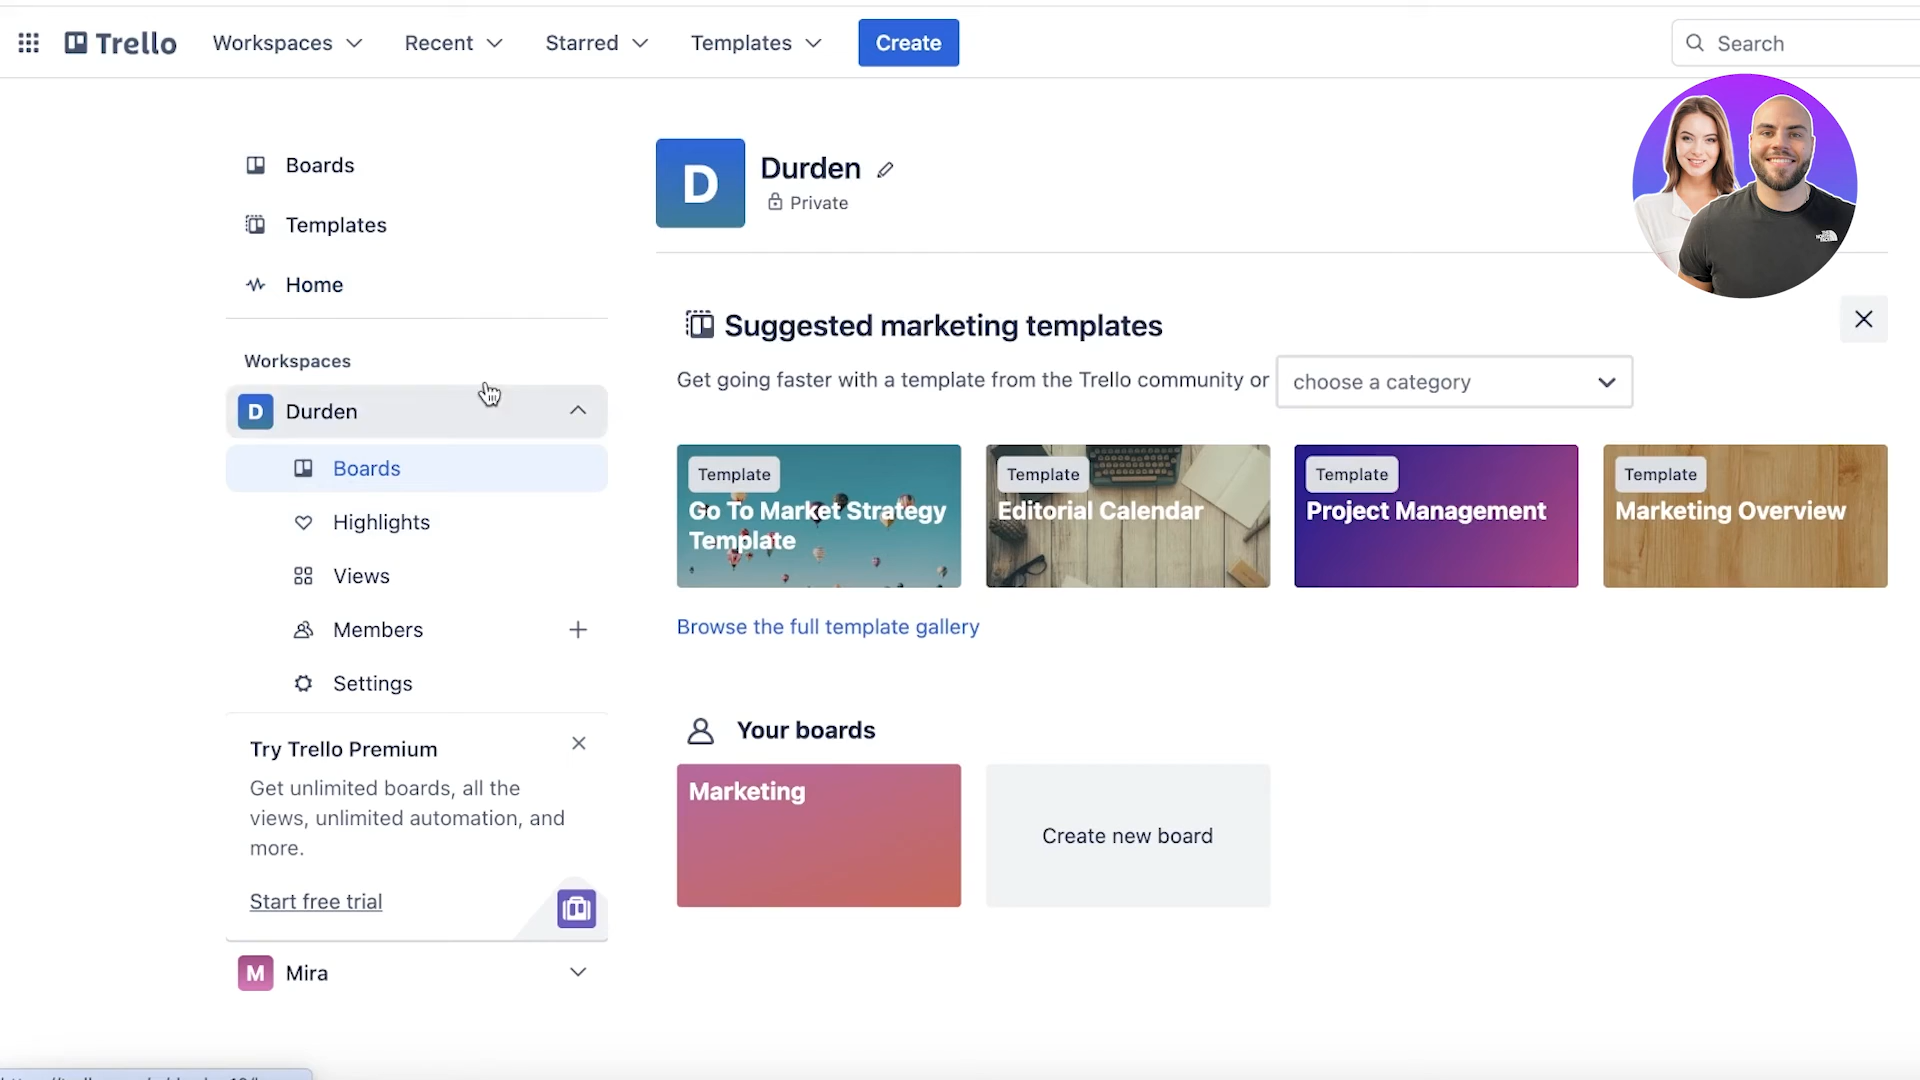 Trello
Workspaces
Recent
Starred
Templates
Create
Search
Boards
Templates
Home
Workspaces
D Durden
Boards
Highlights
Views
Members
Settings
Try Trello Premium
Get unlimited boards, all the
views, unlimited automation, and
more.
Start free trial
M Mira
D
Durden
Private
Suggested marketing templates
Get going faster with a template from the Trello community or
choose a category
Template
Go To Market Strategy
Template
Template
Editorial Calendar
Template
Project Management
Template
Marketing Overview
Browse the full template gallery
Your boards
Marketing
Create new board